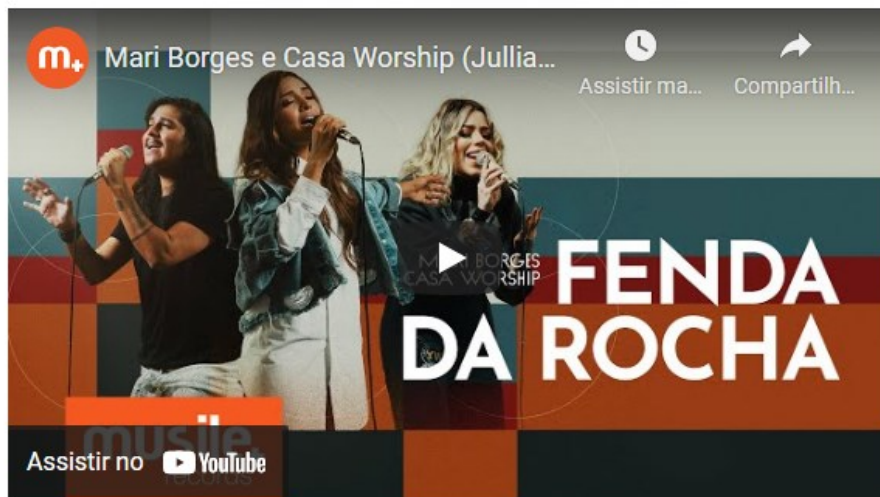 m+
Mari Borges e Casa Worship (Jullia...
Assistir ma...
Compartilh...
MARI BORGES
CASA WORSHIP
FENDA
DA ROCHA
musile
records
Assistir no YouTube